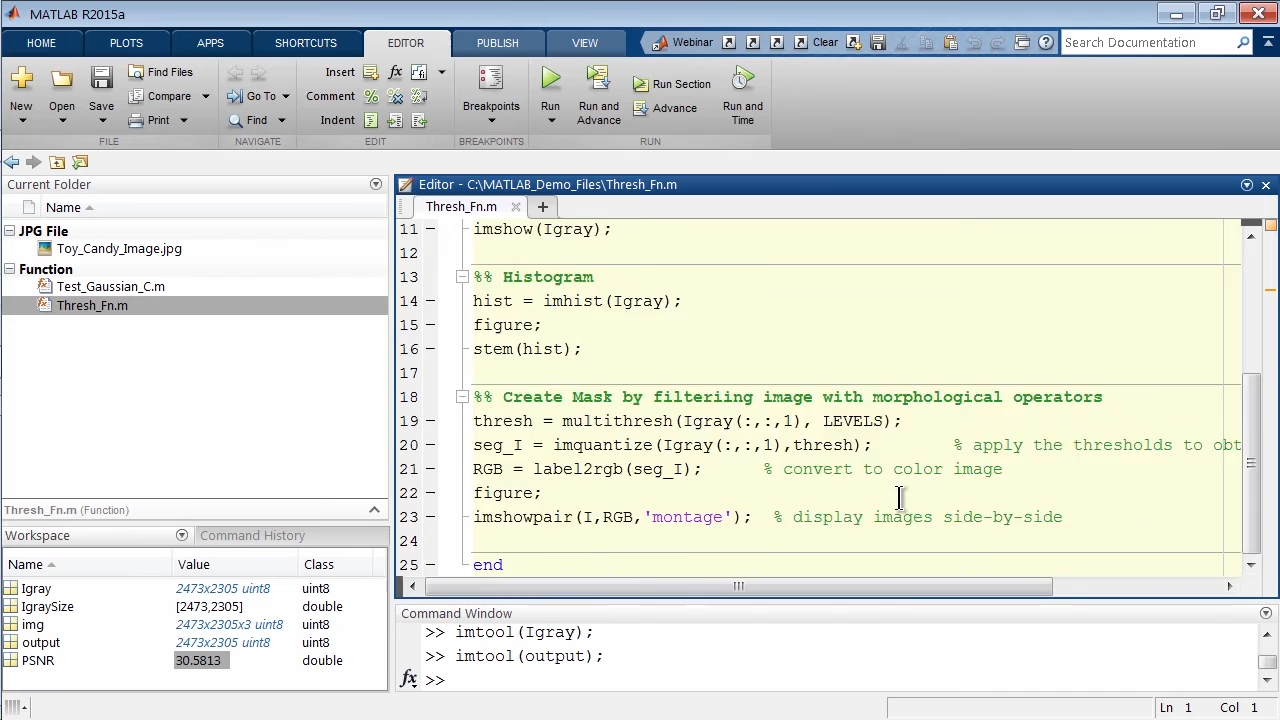 MATLAB R2015a
HOME PLOTS APPS SHORTCUTS EDITOR PUBLISH VIEW Webinar Clear Search Documentation
New Open Save Find Files Compare Print
Go To Find
Insert fx
Comment
Indent
Breakpoints
Run Run and Advance Run Section Advance Run and Time
FILE NAVIGATE EDIT BREAKPOINTS RUN
Current Folder
Name
JPG File
Toy_Candy_Image.jpg
Function
Test_Gaussian_C.m
Thresh_Fn.m
Thresh_Fn.m (Function)
Workspace Command History
Name Value Class
Igray 2473x2305 uint8 uint8
IgraySize [2473,2305] double
img 2473x2305x3 uint8 uint8
output 2473x2305 uint8 uint8
PSNR 30.5813 double
Editor - C:\MATLAB_Demo_Files\Thresh_Fn.m
Thresh_Fn.m
11 – imshow(Igray);
12 –
13 – %% Histogram
14 – hist = imhist(Igray);
15 – figure;
16 – stem(hist);
17 –
18 – %% Create Mask by filteriing image with morphological operators
19 – thresh = multithresh(Igray(:,:,1), LEVELS);
20 – seg_I = imquantize(Igray(:,:,1),thresh); % apply the thresholds to obt
21 – RGB = label2rgb(seg_I); % convert to color image
22 – figure;
23 – imshowpair(I,RGB,'montage'); % display images side-by-side
24 –
25 – end
Command Window
>> imtool(Igray);
>> imtool(output);
fx >>
Ln 1 Col 1